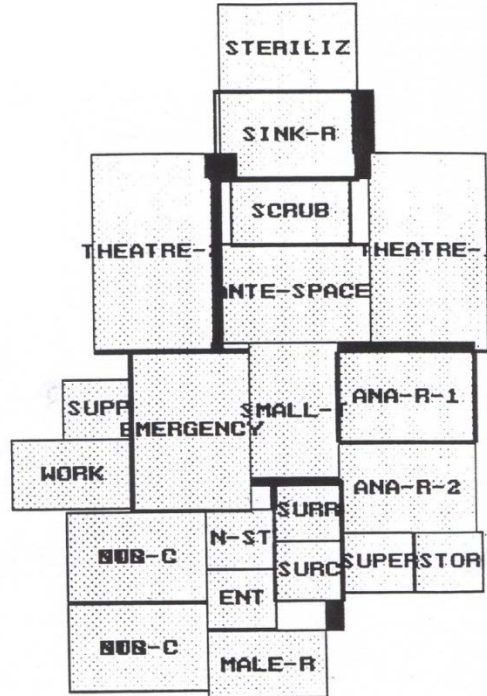 STERILIZ
SINK-R
SCRUB
THEATRE-
THEATRE-
ANTE-SPACE
SUPP
EMERGENCY
SMALL-T
ANA-R-1
WORK
ANA-R-2
SURR
N-ST
SUB-C
SURC
SUPER
STOR
ENT
SUB-C
MALE-R